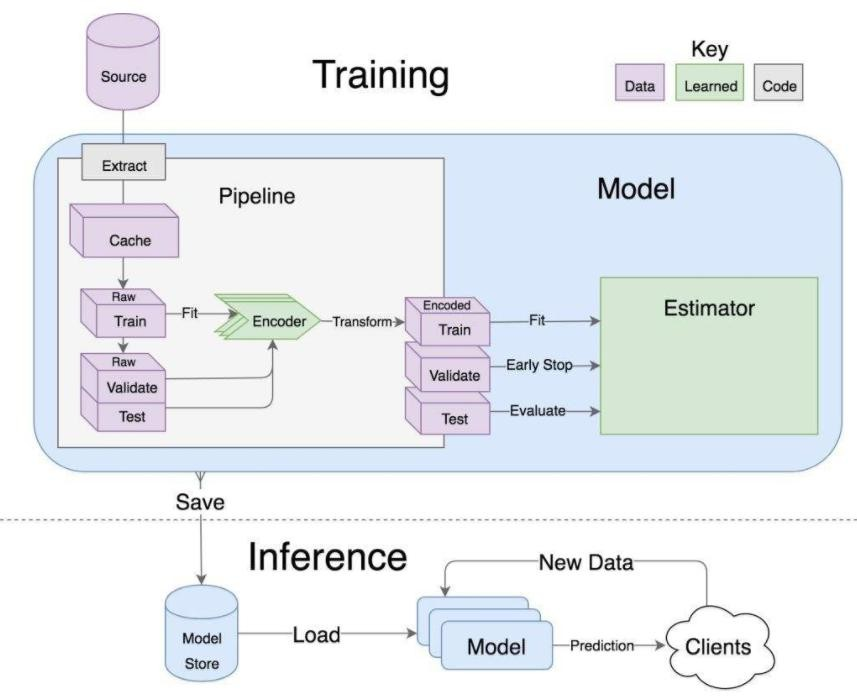 Source
Training
Key
Data
Learned
Code
Extract
Pipeline
Model
Cache
Raw
Train
Fit
Encoder
Transform
Encoded
Train
Fit
Estimator
Raw
Validate
Test
Validate
Early Stop
Test
Evaluate
Save
Inference
New Data
Model
Store
Load
Model
Prediction
Clients